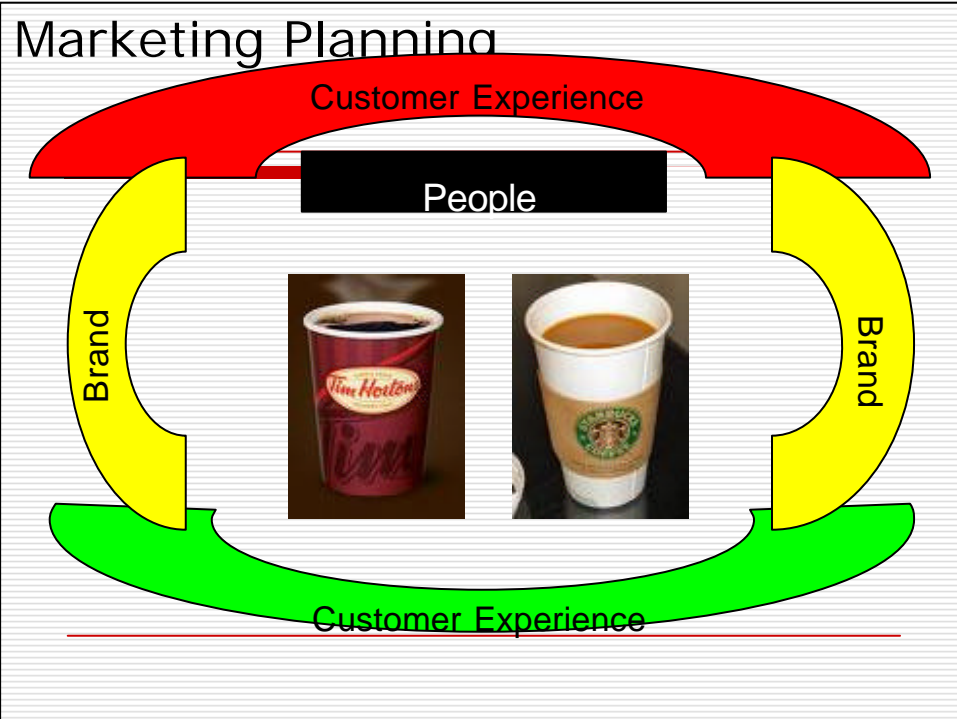 Marketing Planning
Customer Experience
People
Brand
Tim Hortons
Tim
STARBUCKS
COFFEE
Brand
Customer Experience